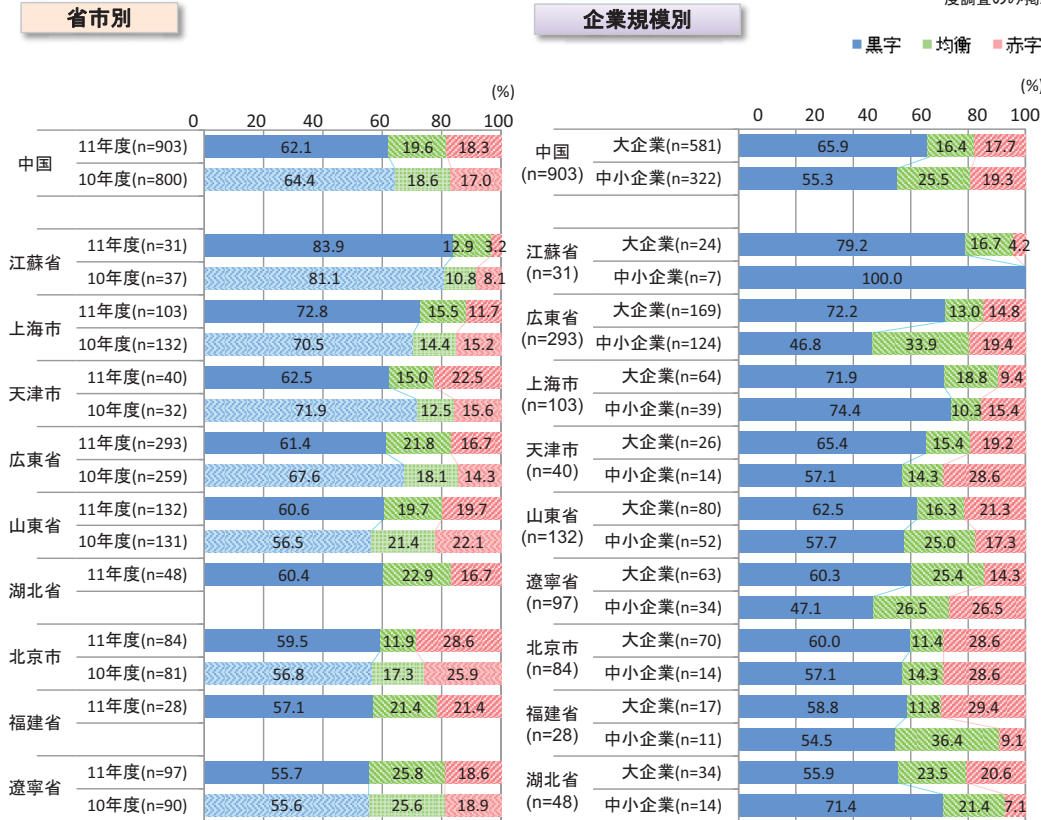 度調査のみ掲
省市別
企業規模別
黒字 均衡 赤字
(%)
0 20 40 60 80 100
中国
11年度(n=903) 62.1 19.6 18.3
10年度(n=800) 64.4 18.6 17.0
江蘇省
11年度(n=31) 83.9 12.9 3.2
10年度(n=37) 81.1 10.8 8.1
上海市
11年度(n=103) 72.8 15.5 11.7
10年度(n=132) 70.5 14.4 15.2
天津市
11年度(n=40) 62.5 15.0 22.5
10年度(n=32) 71.9 12.5 15.6
広東省
11年度(n=293) 61.4 21.8 16.7
10年度(n=259) 67.6 18.1 14.3
山東省
11年度(n=132) 60.6 19.7 19.7
10年度(n=131) 56.5 21.4 22.1
湖北省
11年度(n=48) 60.4 22.9 16.7
北京市
11年度(n=84) 59.5 11.9 28.6
10年度(n=81) 56.8 17.3 25.9
福建省
11年度(n=28) 57.1 21.4 21.4
遼寧省
11年度(n=97) 55.7 25.8 18.6
10年度(n=90) 55.6 25.6 18.9
(%)
0 20 40 60 80 100
中国
(n=903)
大企業(n=581) 65.9 16.4 17.7
中小企業(n=322) 55.3 25.5 19.3
江蘇省
(n=31)
大企業(n=24) 79.2 16.7 4.2
中小企業(n=7) 100.0
広東省
(n=293)
大企業(n=169) 72.2 13.0 14.8
中小企業(n=124) 46.8 33.9 19.4
上海市
(n=103)
大企業(n=64) 71.9 18.8 9.4
中小企業(n=39) 74.4 10.3 15.4
天津市
(n=40)
大企業(n=26) 65.4 15.4 19.2
中小企業(n=14) 57.1 14.3 28.6
山東省
(n=132)
大企業(n=80) 62.5 16.3 21.3
中小企業(n=52) 57.7 25.0 17.3
遼寧省
(n=97)
大企業(n=63) 60.3 25.4 14.3
中小企業(n=34) 47.1 26.5 26.5
北京市
(n=84)
大企業(n=70) 60.0 11.4 28.6
中小企業(n=14) 57.1 14.3 28.6
福建省
(n=28)
大企業(n=17) 58.8 11.8 29.4
中小企業(n=11) 54.5 36.4 9.1
湖北省
(n=48)
大企業(n=34) 55.9 23.5 20.6
中小企業(n=14) 71.4 21.4 7.1